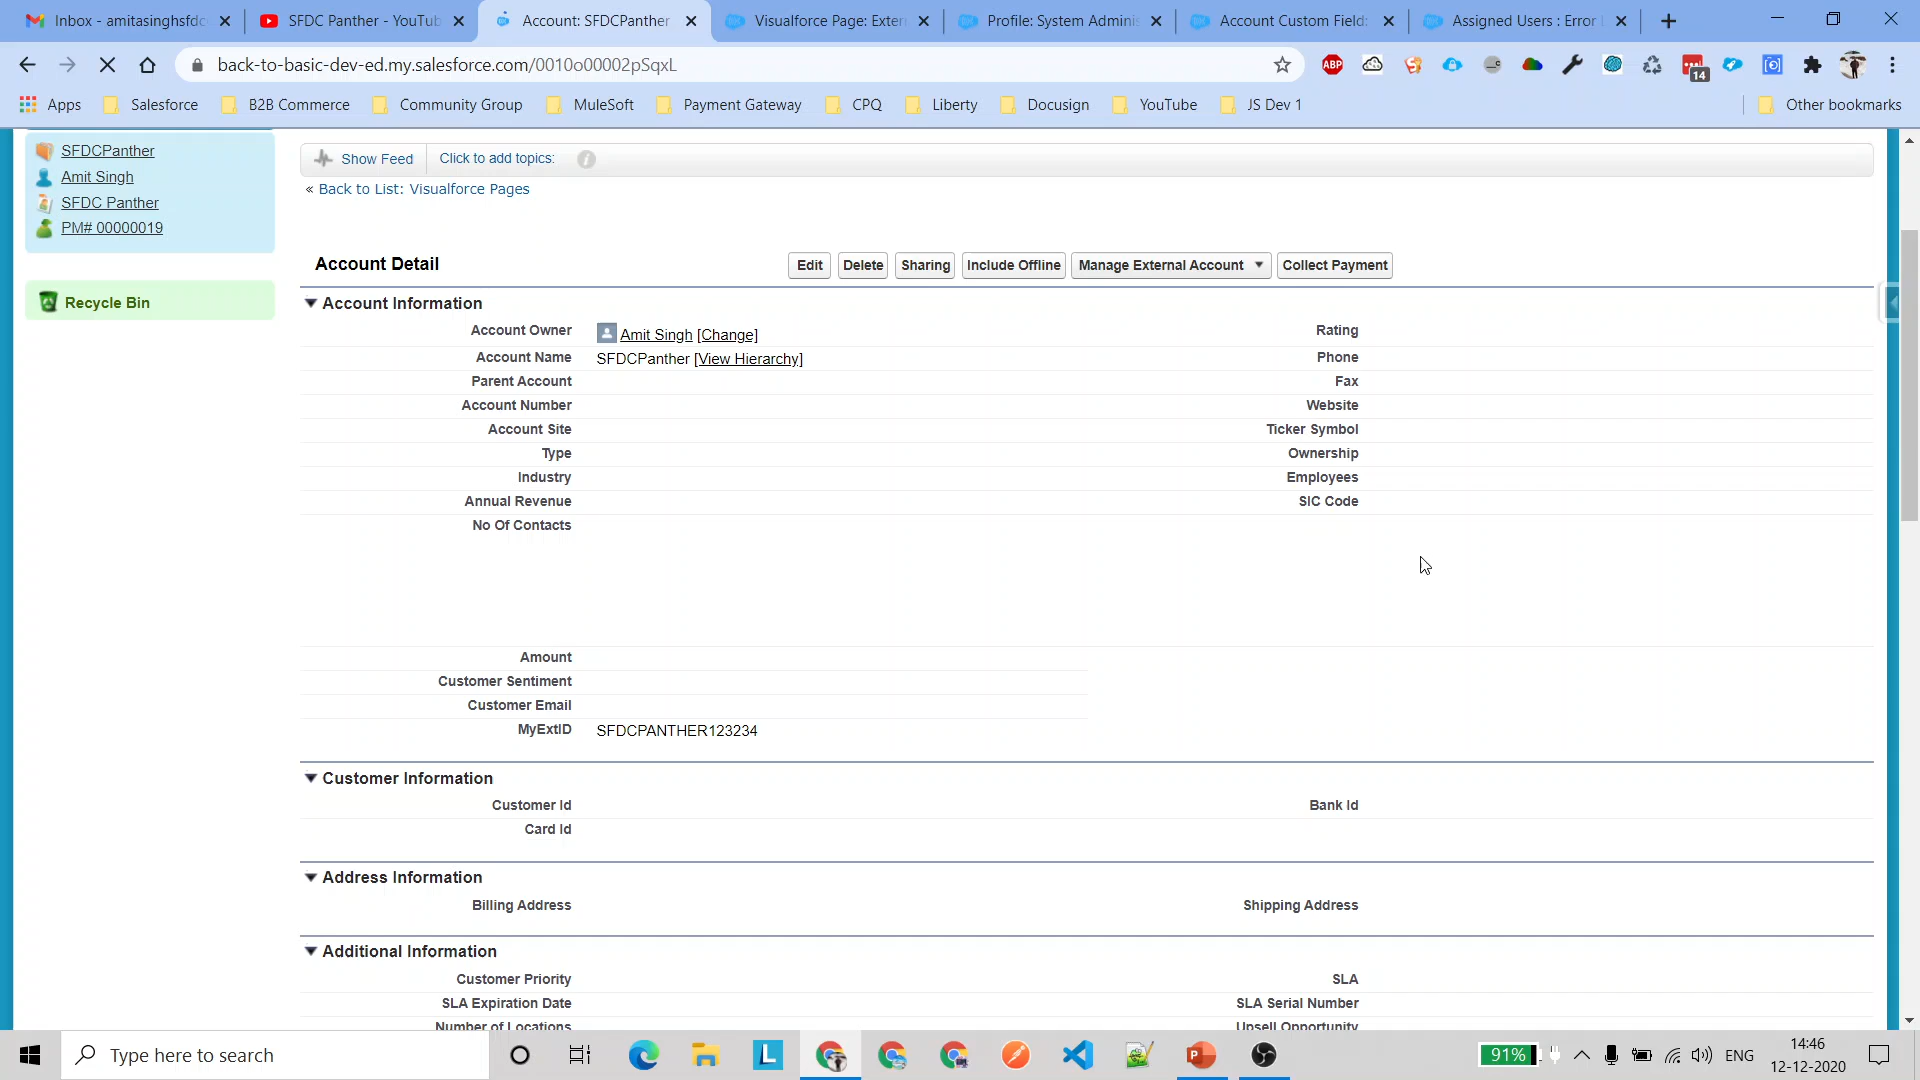 Inbox - amitasinghsfdc
SFDC Panther - YouTub
Account: SFDCPanther
Visualforce Page: Exter
Profile: System Adminis
Account Custom Field:
Assigned Users : Error
back-to-basic-dev-ed.my.salesforce.com/0010o00002pSqxL
ABP
14
Apps
Salesforce
B2B Commerce
Community Group
MuleSoft
Payment Gateway
CPQ
Liberty
Docusign
YouTube
JS Dev 1
Other bookmarks
SFDCPanther
Amit Singh
SFDC Panther
PM# 00000019
Recycle Bin
Show Feed
Click to add topics:
« Back to List: Visualforce Pages
Account Detail
Edit
Delete
Sharing
Include Offline
Manage External Account
Collect Payment
Account Information
Account Owner Amit Singh [Change] Rating
Account Name SFDCPanther [View Hierarchy] Phone
Parent Account Fax
Account Number Website
Account Site Ticker Symbol
Type Ownership
Industry Employees
Annual Revenue SIC Code
No Of Contacts
Amount
Customer Sentiment
Customer Email
MyExtID SFDCPANTHER123234
Customer Information
Customer Id Bank Id
Card Id
Address Information
Billing Address Shipping Address
Additional Information
Customer Priority SLA
SLA Expiration Date SLA Serial Number
Number of Locations Upsell Opportunity
Type here to search
91%
ENG
14:46
12-12-2020